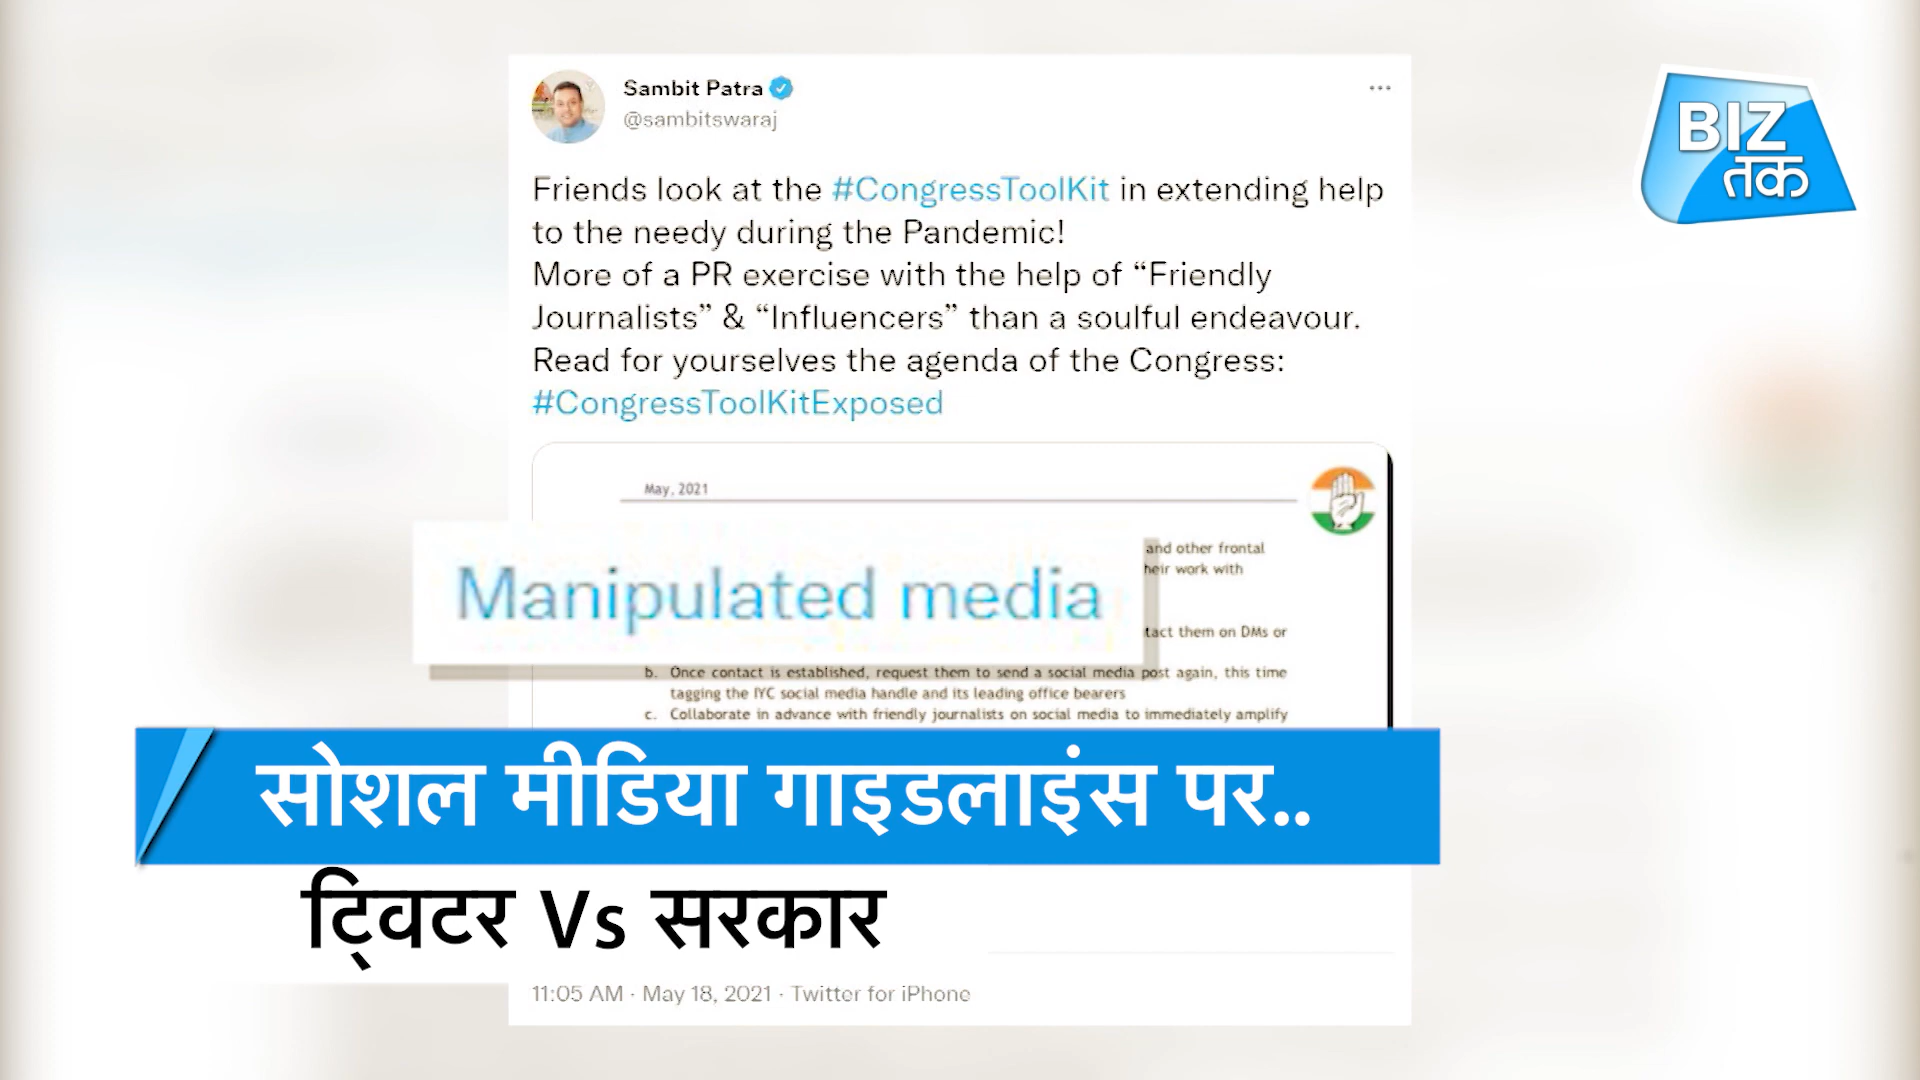 Sambit Patra
@sambitswaraj
BIZ
तक
Friends look at the #CongressToolKit in extending help
to the needy during the Pandemic!
More of a PR exercise with the help of “Friendly
Journalists” & “Influencers” than a soulful endeavour.
Read for yourselves the agenda of the Congress:
#CongressToolKitExposed
May, 2021
and other frontal
heir work with
Manipulated media
tact them on DMs or
b. Once contact is established, request them to send a social media post again, this time
tagging the IYC social media handle and its leading office bearers
c. Collaborate in advance with friendly journalists on social media to immediately amplify
सोशल मीडिया गाइडलाइंस पर..
ट्विटर Vs सरकार
11:05 AM · May 18, 2021 · Twitter for iPhone